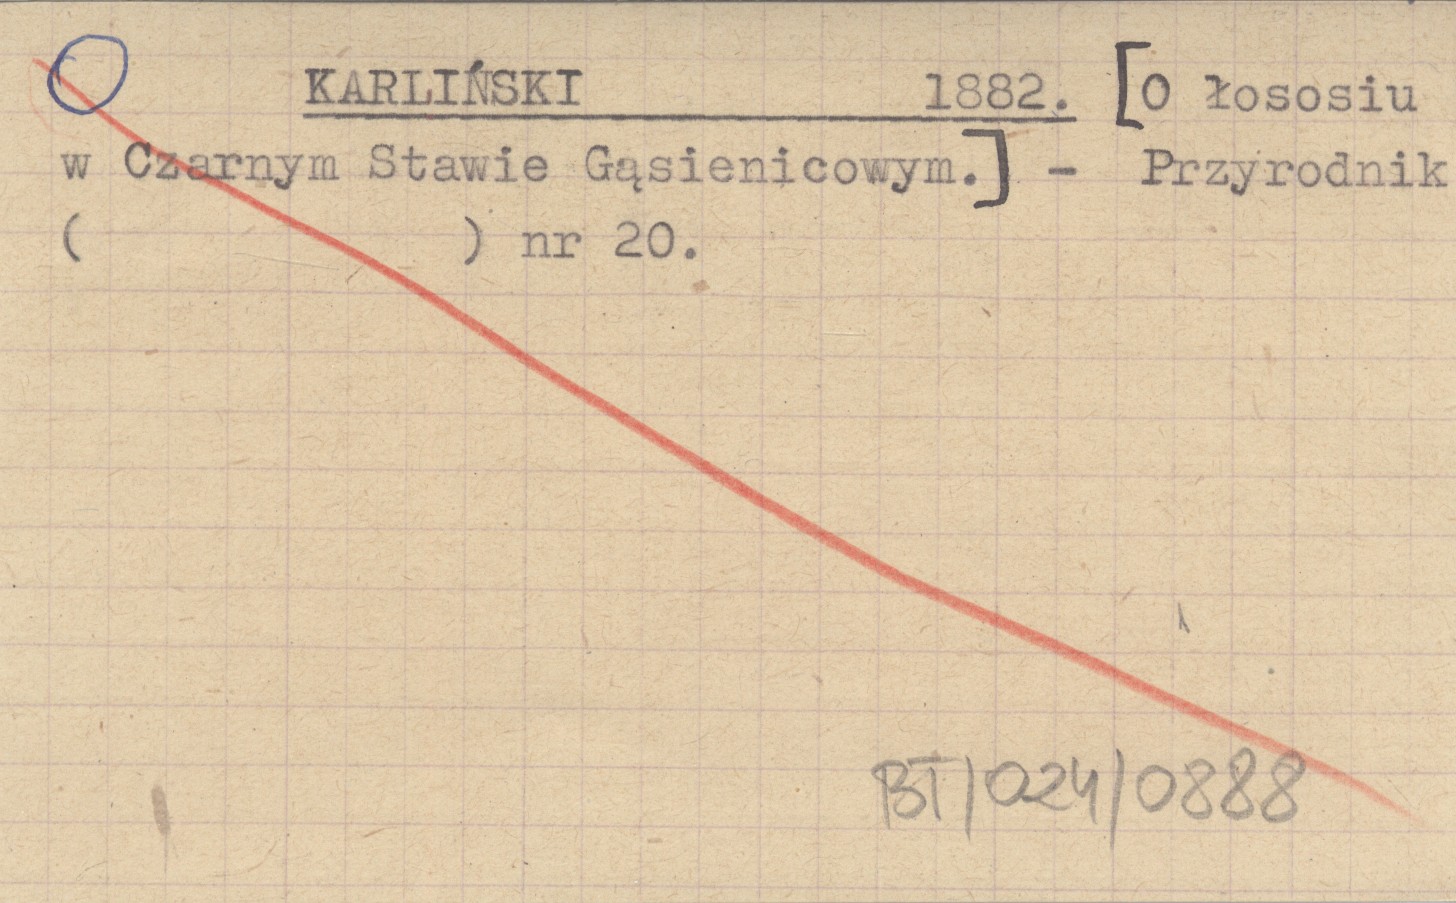 KARLIŃSKI 1882. [O łososiu
w Czarnym Stawie Gąsienicowym.] - Przyrodnik
( ) nr 20.
BT/024/0888